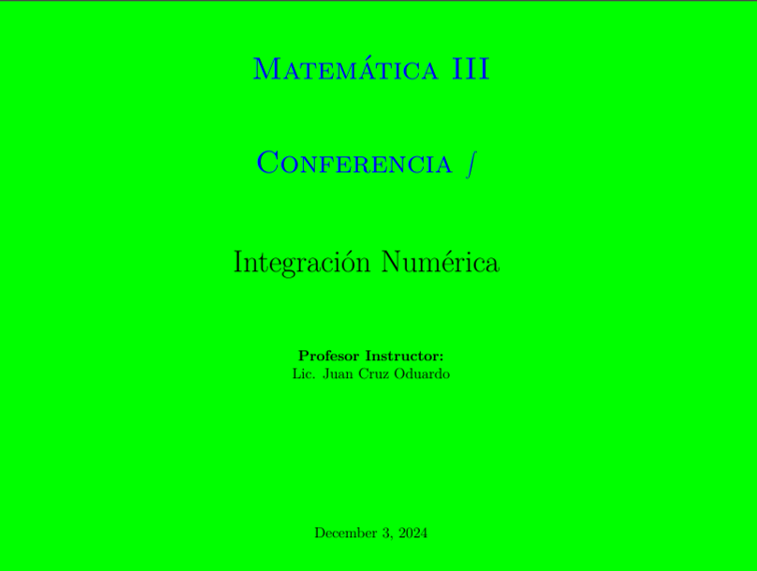 Matemática III
Conferencia ∫
Integración Numérica
Profesor Instructor:
Lic. Juan Cruz Oduardo
December 3, 2024